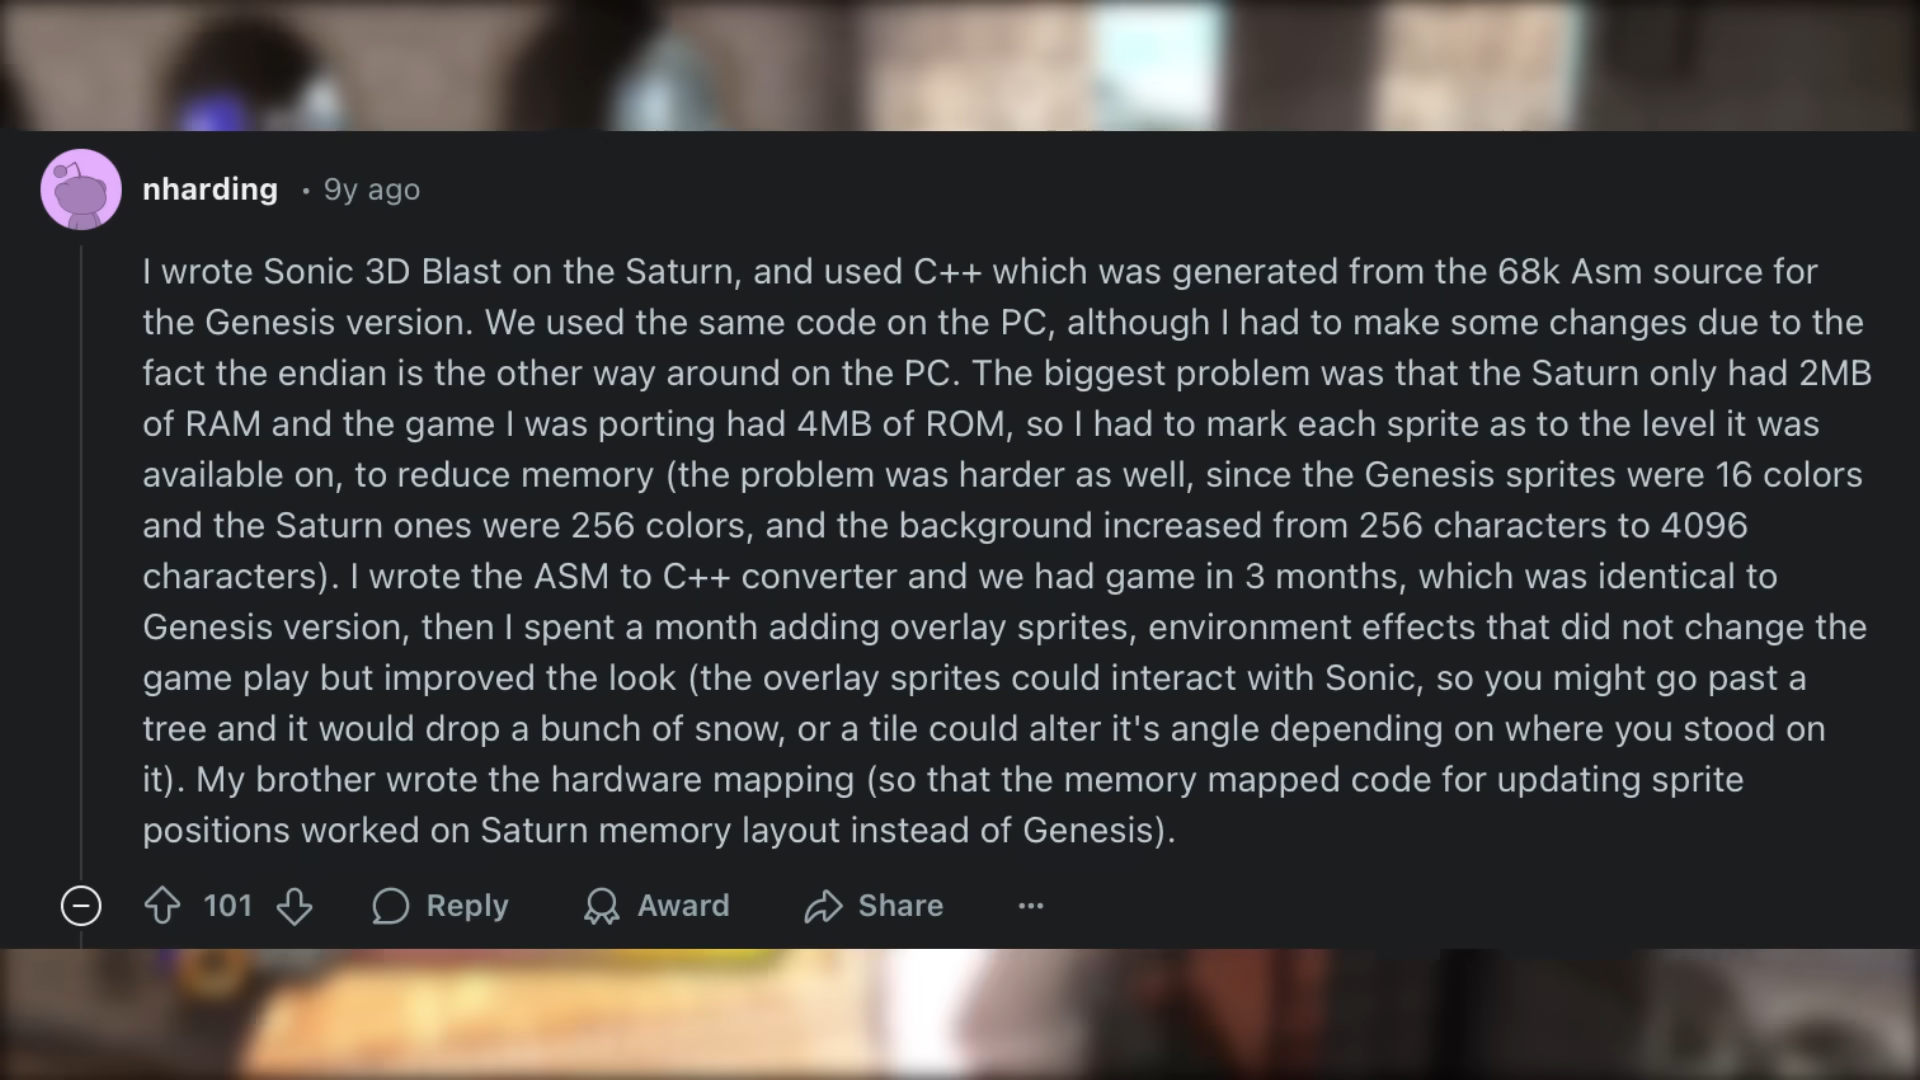 nharding • 9y ago
I wrote Sonic 3D Blast on the Saturn, and used C++ which was generated from the 68k Asm source for
the Genesis version. We used the same code on the PC, although I had to make some changes due to the
fact the endian is the other way around on the PC. The biggest problem was that the Saturn only had 2MB
of RAM and the game I was porting had 4MB of ROM, so I had to mark each sprite as to the level it was
available on, to reduce memory (the problem was harder as well, since the Genesis sprites were 16 colors
and the Saturn ones were 256 colors, and the background increased from 256 characters to 4096
characters). I wrote the ASM to C++ converter and we had game in 3 months, which was identical to
Genesis version, then I spent a month adding overlay sprites, environment effects that did not change the
game play but improved the look (the overlay sprites could interact with Sonic, so you might go past a
tree and it would drop a bunch of snow, or a tile could alter it's angle depending on where you stood on
it). My brother wrote the hardware mapping (so that the memory mapped code for updating sprite
positions worked on Saturn memory layout instead of Genesis).
101 Reply Award Share ...